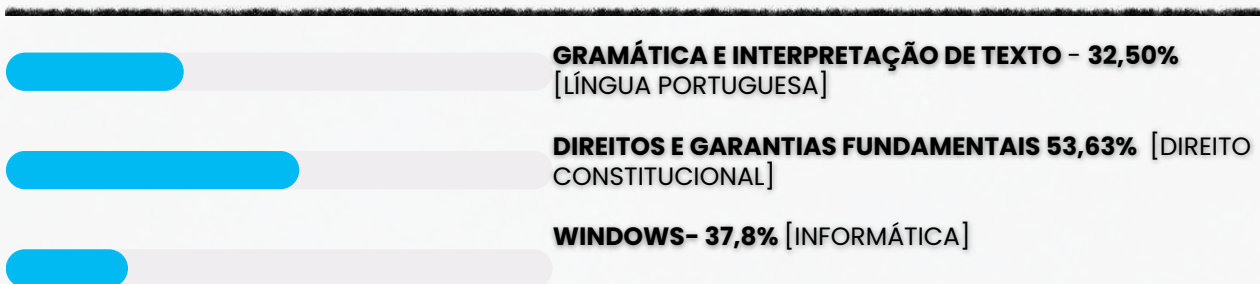 GRAMÁTICA E INTERPRETAÇÃO DE TEXTO - 32,50%
[LÍNGUA PORTUGUESA]
DIREITOS E GARANTIAS FUNDAMENTAIS 53,63% [DIREITO
CONSTITUCIONAL]
WINDOWS- 37,8% [INFORMÁTICA]